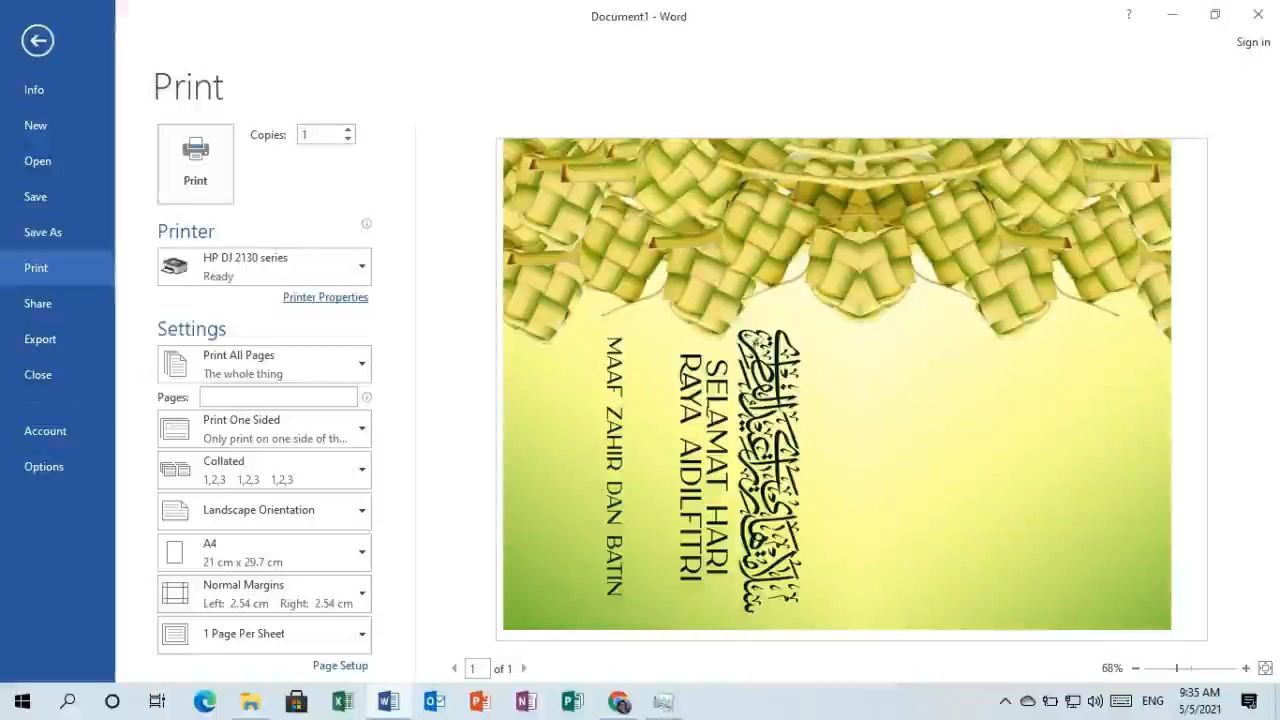 Document1 - Word
?
Sign in
Info
New
Open
Save
Save As
Print
Share
Export
Close
Account
Options
Print
Print
Copies: 1
Printer
HP DJ 2130 series
Ready
Printer Properties
Settings
Print All Pages
The whole thing
Pages:
Print One Sided
Only print on one side of th...
Collated
1,2,3 1,2,3 1,2,3
Landscape Orientation
A4
21 cm x 29.7 cm
Normal Margins
Left: 2.54 cm Right: 2.54 cm
1 Page Per Sheet
Page Setup
SELAMAT HARI
RAYA AIDILFITRI
MAAF ZAHIR DAN BATIN
1 of 1
68%
ENG
9:35 AM
5/5/2021